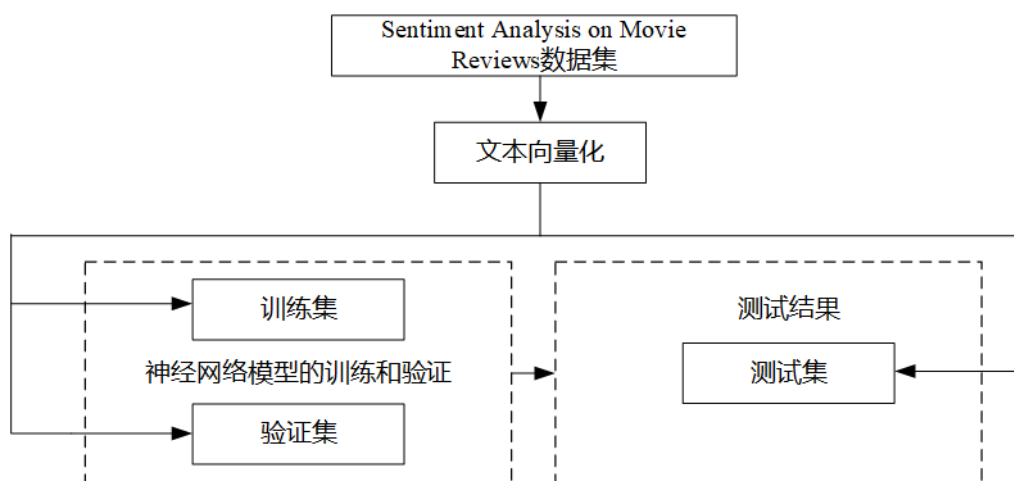 Sentiment Analysis on Movie
Reviews数据集
文本向量化
训练集
神经网络模型的训练和验证
验证集
测试结果
测试集